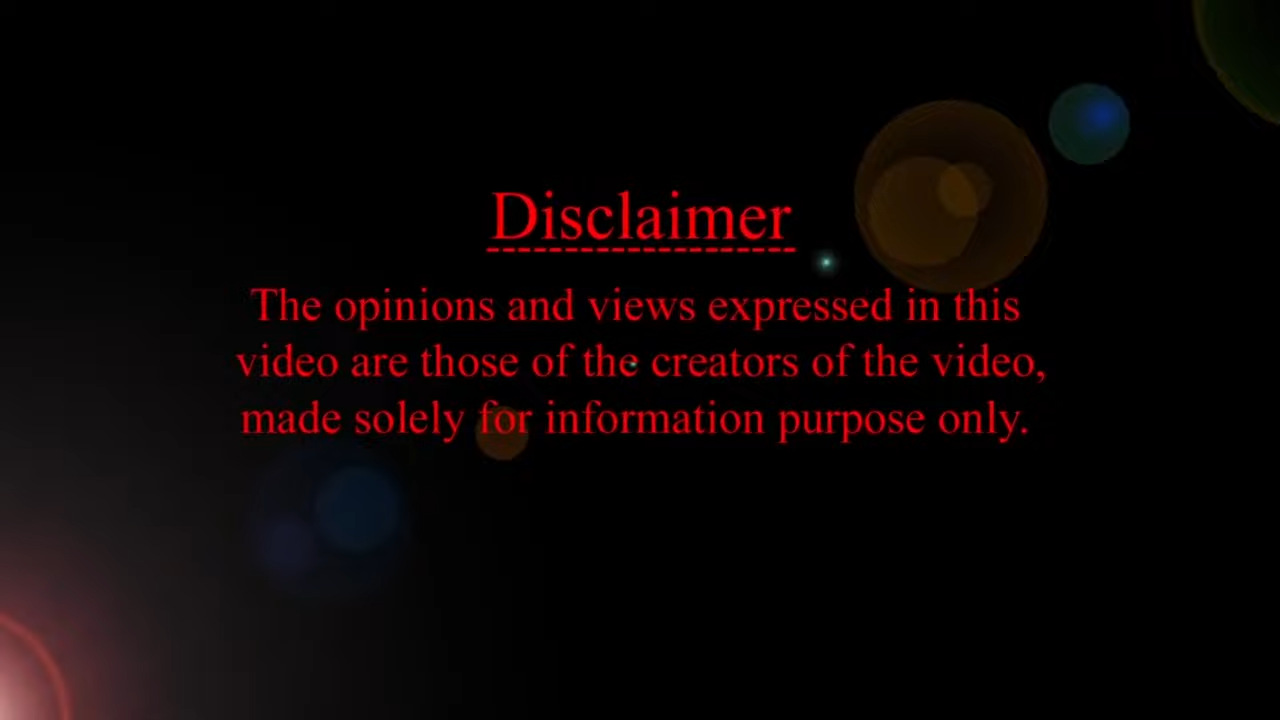 Disclaimer
The opinions and views expressed in this
video are those of the creators of the video,
made solely for information purpose only.